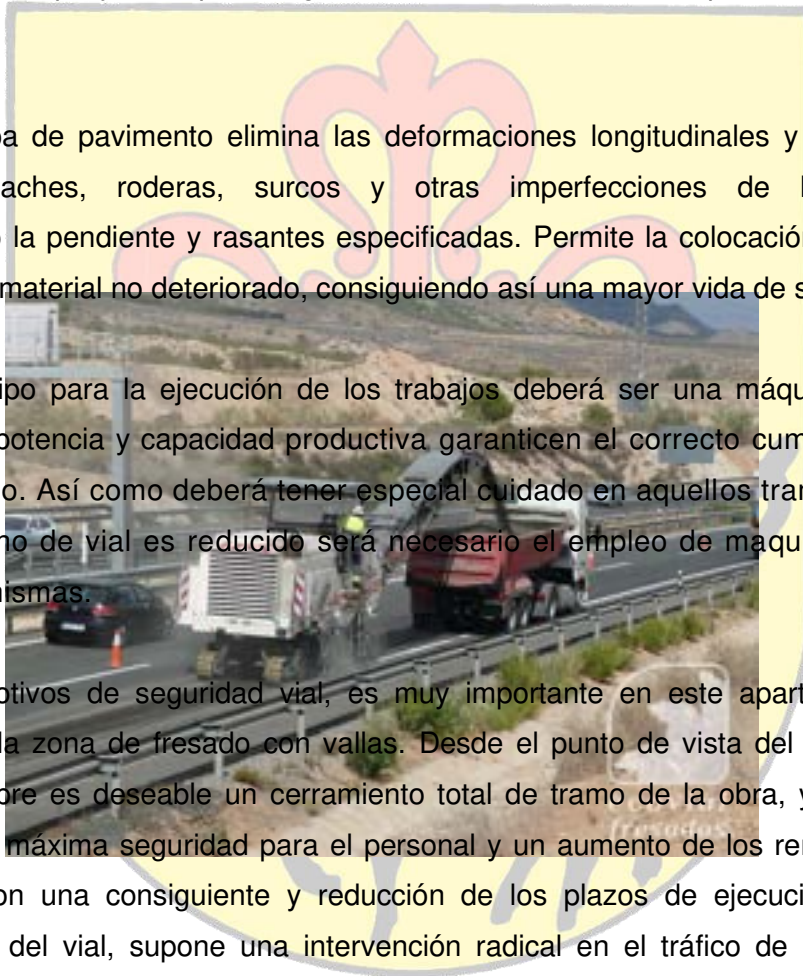 a de pavimento elimina las deformaciones longitudinales y
aches, roderas, surcos y otras imperfecciones de
la pendiente y rasantes especificadas. Permite la colocación
material no deteriorado, consiguiendo así una mayor vida de s
ipo para la ejecución de los trabajos deberá ser una máqu
potencia y capacidad productiva garanticen el correcto cum
o. Así como deberá tener especial cuidado en aquellos tra
no de vial es reducido será necesario el empleo de maqu
ismas.
otivos de seguridad vial, es muy importante en este apart
la zona de fresado con vallas. Desde el punto de vista del
bre es deseable un cerramiento total de tramo de la obra, y
máxima seguridad para el personal y un aumento de los re
on una consiguiente y reducción de los plazos de ejecuci
del vial, supone una intervención radical en el tráfico de